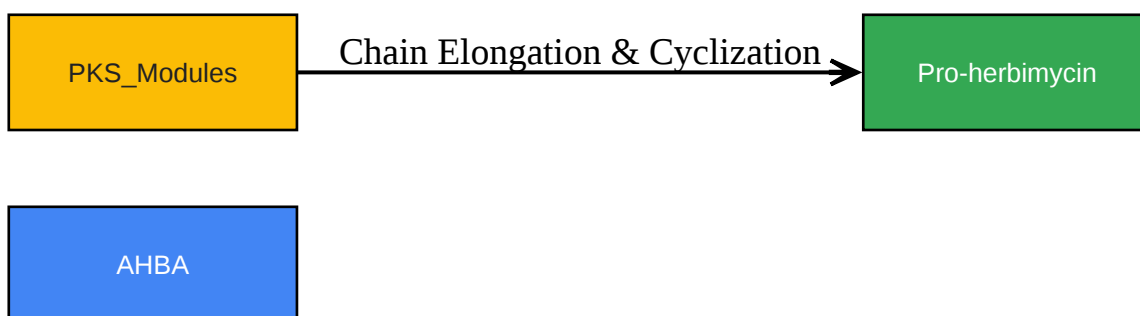 PKS_Modules
Chain Elongation & Cyclization
Pro-herbimycin
AHBA